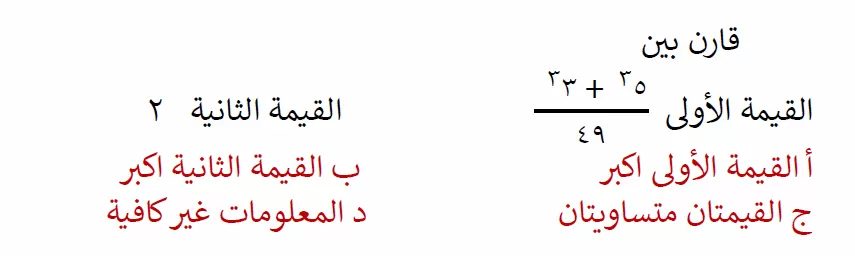 قارن بين
القيمة الأولى ٥^٣ + ٣^٣ / ٤٩ القيمة الثانية ٢
أ القيمة الأولى اكبر ب القيمة الثانية اكبر
ج القيمتان متساويتان د المعلومات غير كافية